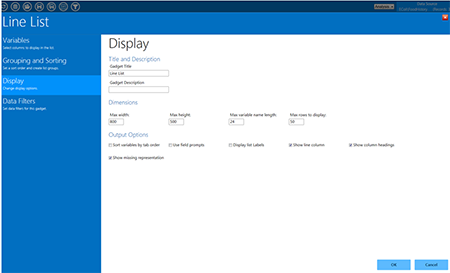 Line List
Variables
Select columns to display in the list
Grouping and Sorting
Set a sort order and create list groups
Display
Change display options
Data Filters
Set data filters for this gadget
Display
Title and Description
Gadget Title
Line List
Gadget Description
Dimensions
Max width: Max height: Max variable name length: Max rows to display:
800 500 24 50
Output Options
Sort variables by tab order Use field prompts Display list Labels Show line column Show column headings
Show missing representation
OK Cancel